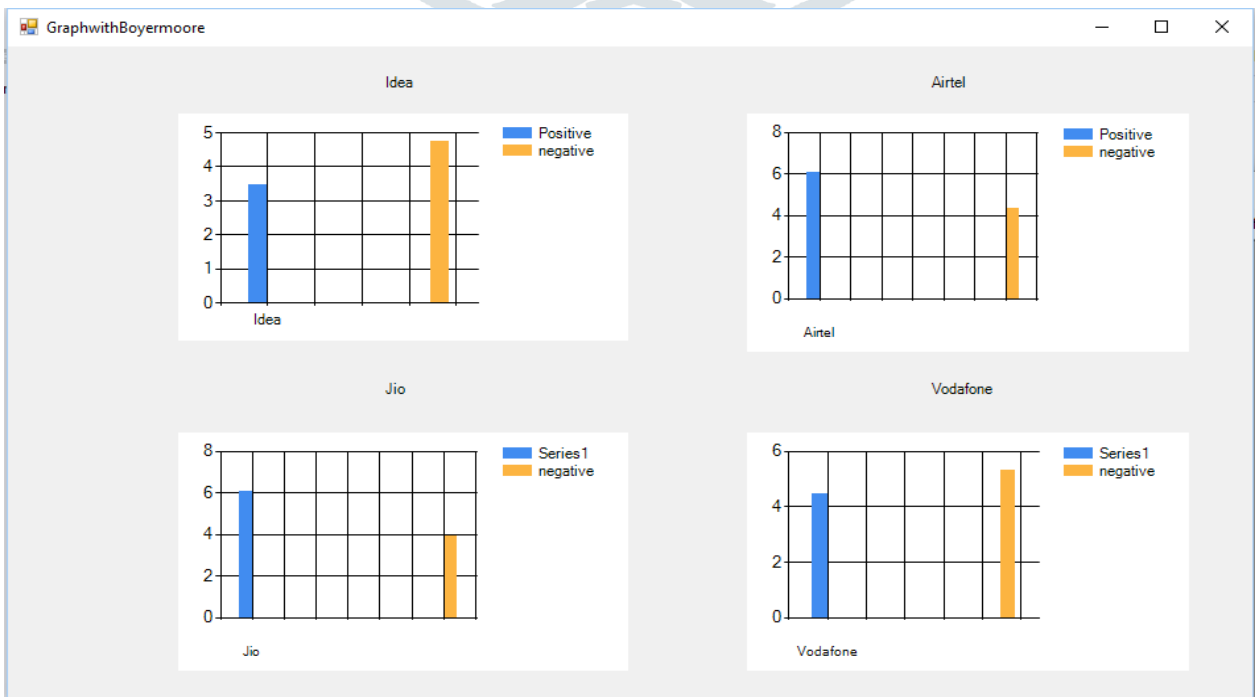 GraphwithBoyermoore
Idea
5
4
3
2
1
0
Idea
Positive
negative
Airtel
8
6
4
2
0
Airtel
Positive
negative
Jio
8
6
4
2
0
Jio
Series1
negative
Vodafone
6
4
2
0
Vodafone
Series1
negative